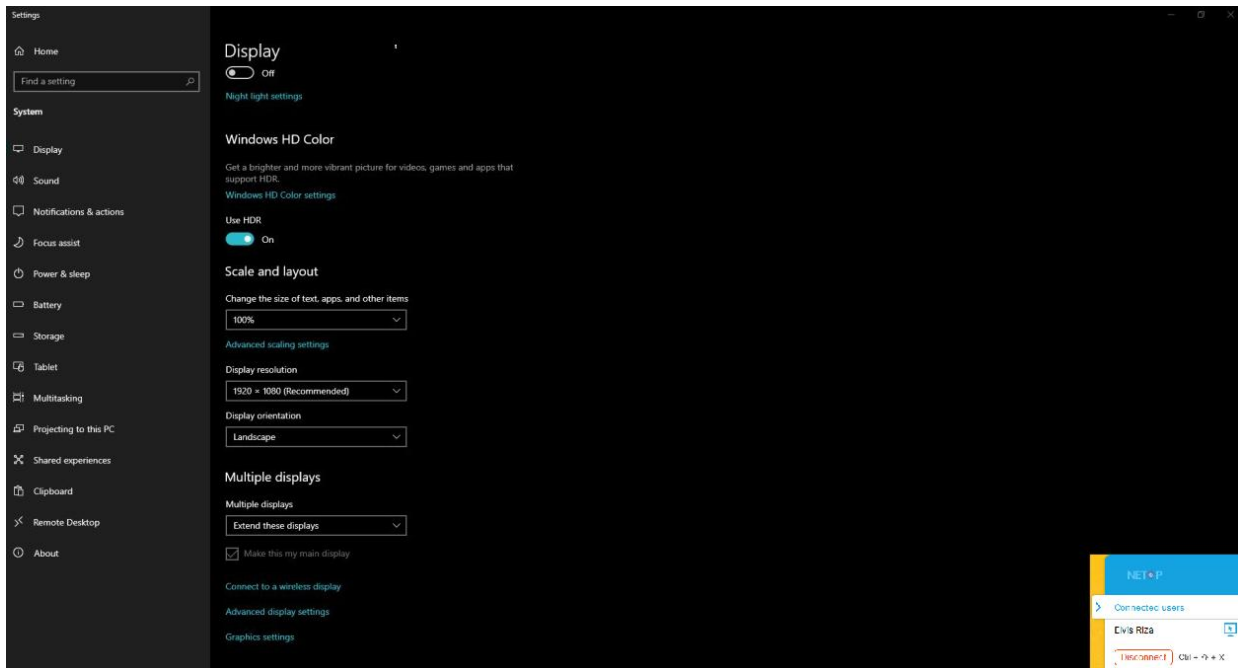 Settings
Home
Find a setting
System
Display
Sound
Notifications & actions
Focus assist
Power & sleep
Battery
Storage
Tablet
Multitasking
Projecting to this PC
Shared experiences
Clipboard
Remote Desktop
About
Display
Off
Night light settings
Windows HD Color
Get a brighter and more vibrant picture for videos, games and apps that
support HDR.
Windows HD Color settings
Use HDR
On
Scale and layout
Change the size of text, apps, and other items
100%
Advanced scaling settings
Display resolution
1920 × 1080 (Recommended)
Display orientation
Landscape
Multiple displays
Multiple displays
Extend these displays
Make this my main display
Connect to a wireless display
Advanced display settings
Graphics settings
NETOP
Connected users
Elvis Riza
Disconnect